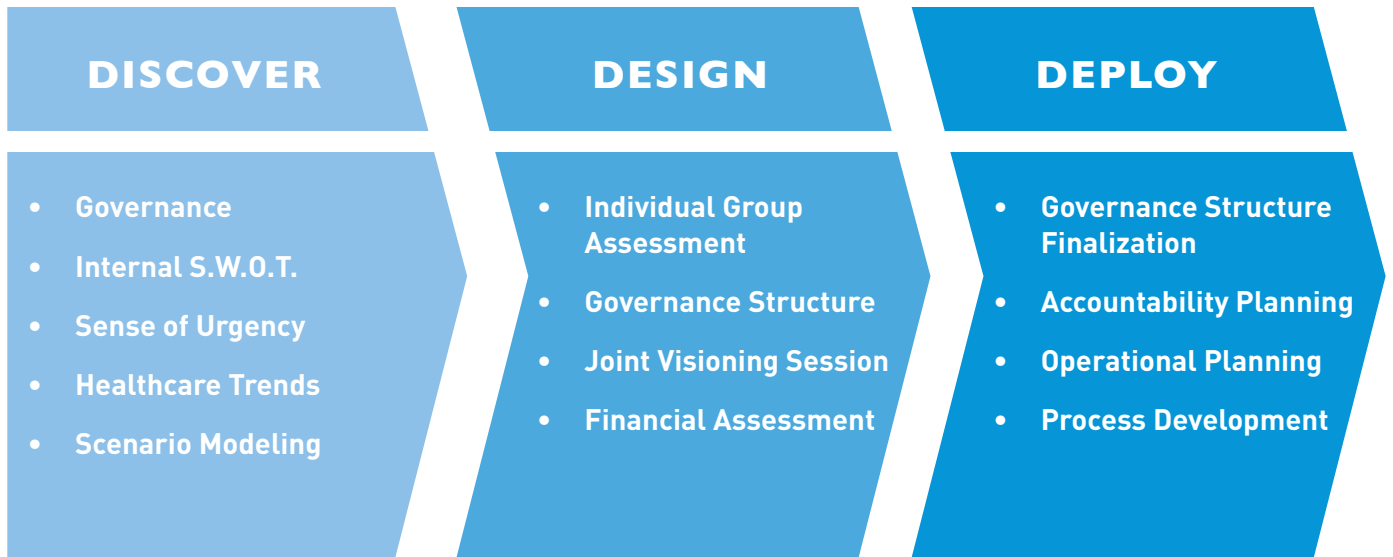 DISCOVER
• Governance
• Internal S.W.O.T.
• Sense of Urgency
• Healthcare Trends
• Scenario Modeling
DESIGN
• Individual Group
Assessment
• Governance Structure
• Joint Visioning Session
• Financial Assessment
DEPLOY
• Governance Structure
Finalization
• Accountability Planning
• Operational Planning
• Process Development